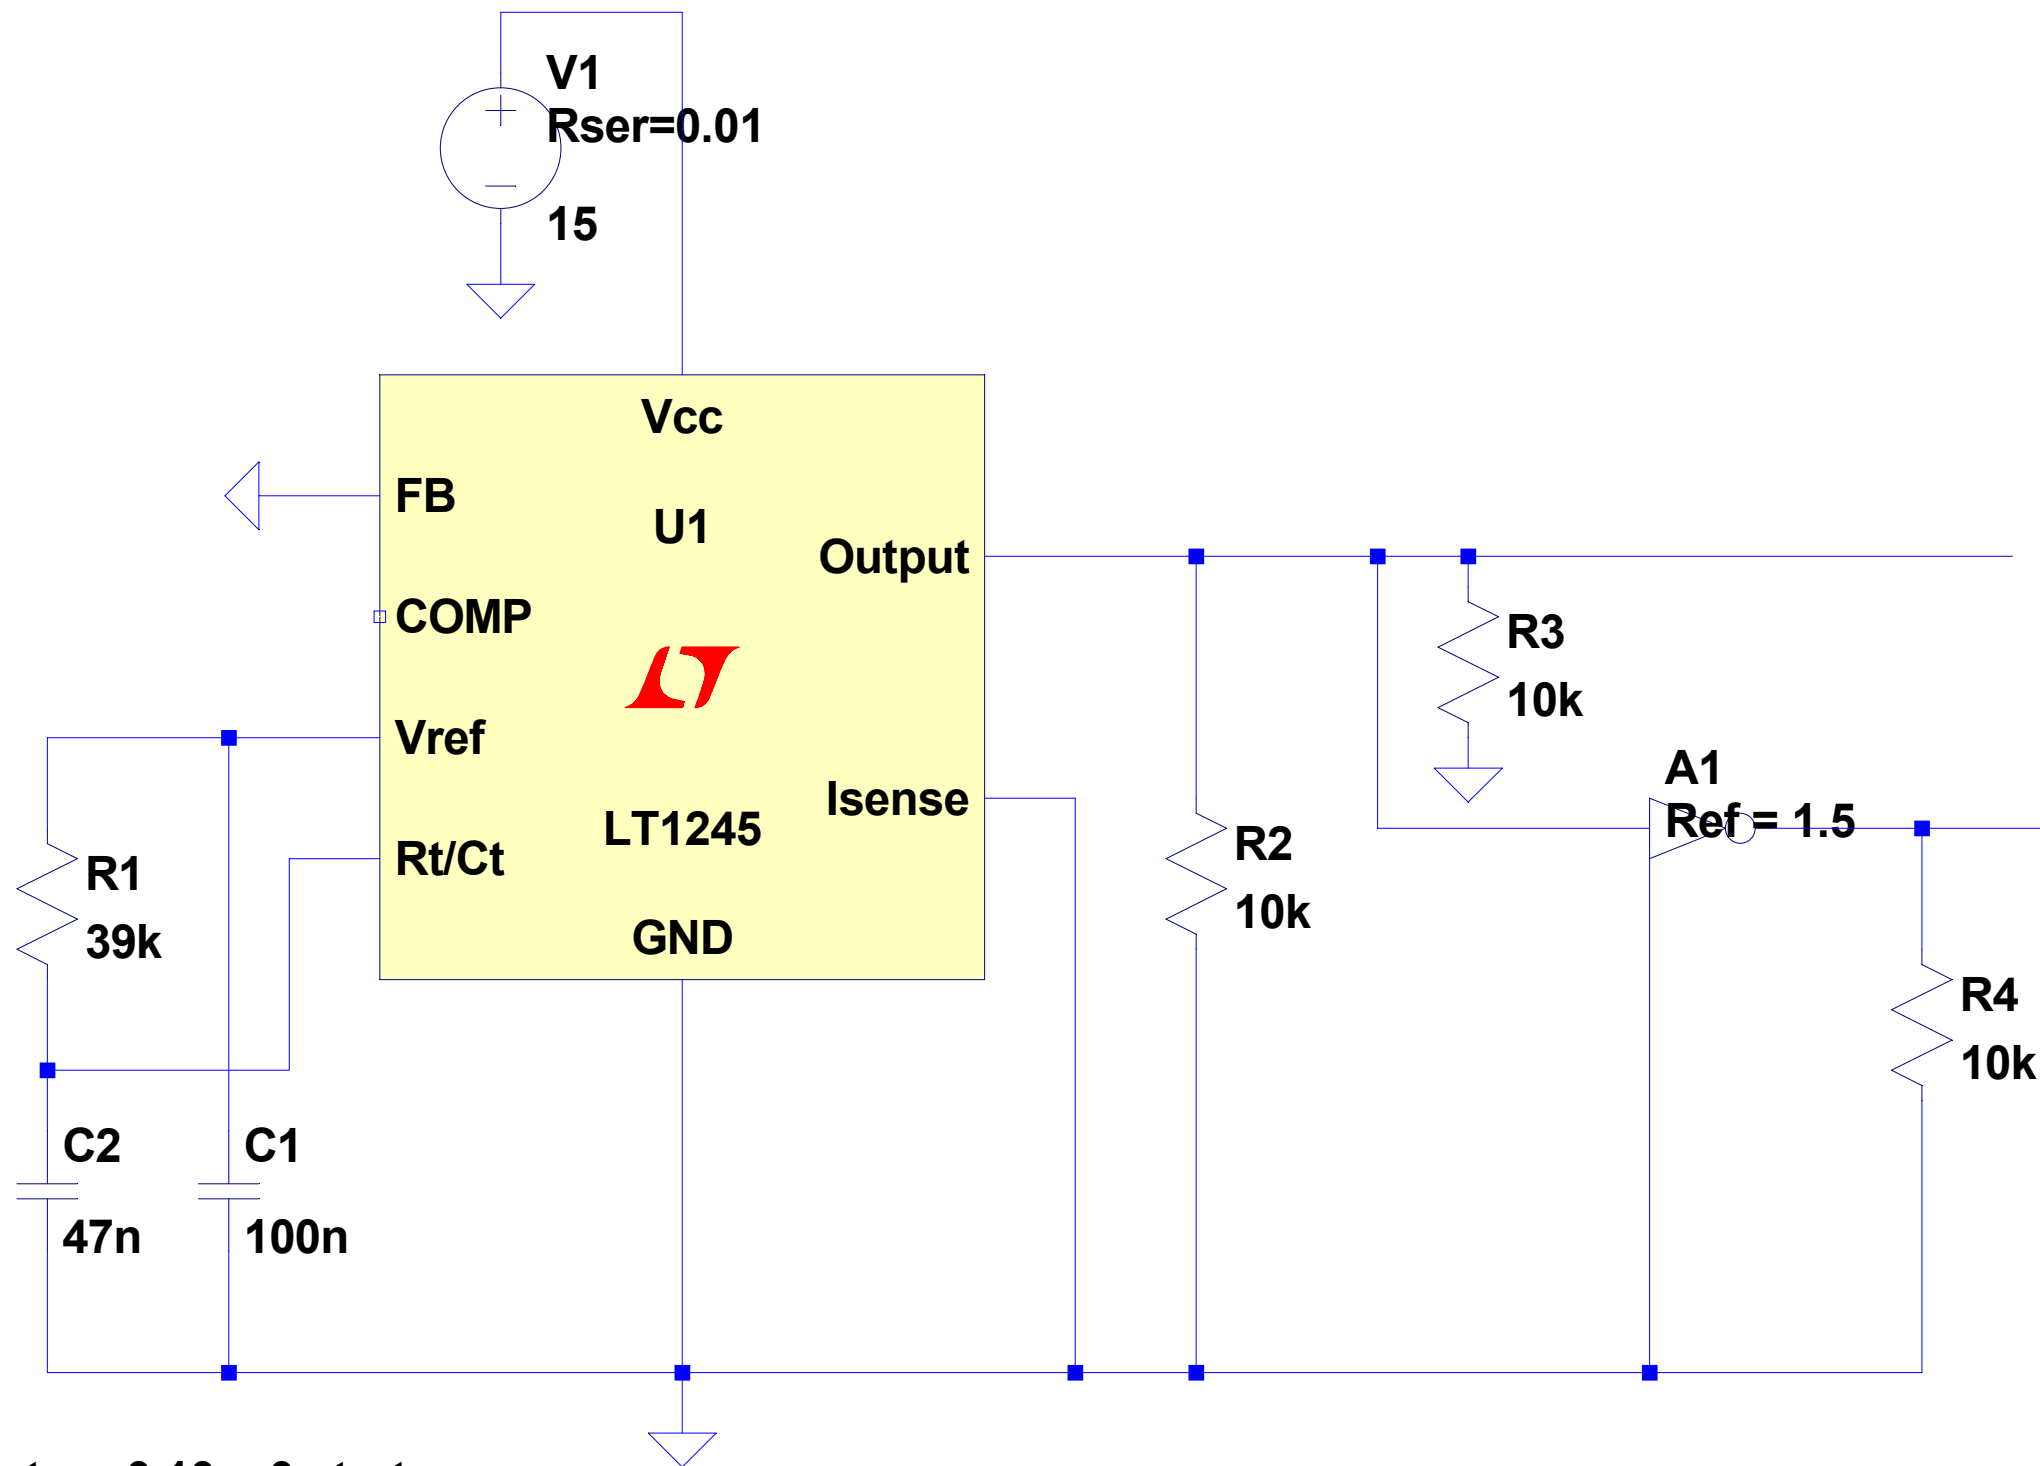 V1
Rser=0.01
15
Vcc
FB
U1
Output
COMP
R3
10k
Vref
A1
Ref = 1.5
Isense
LT1245
R2
10k
Rt/Ct
R1
39k
GND
R4
10k
C2
C1
47n
100n